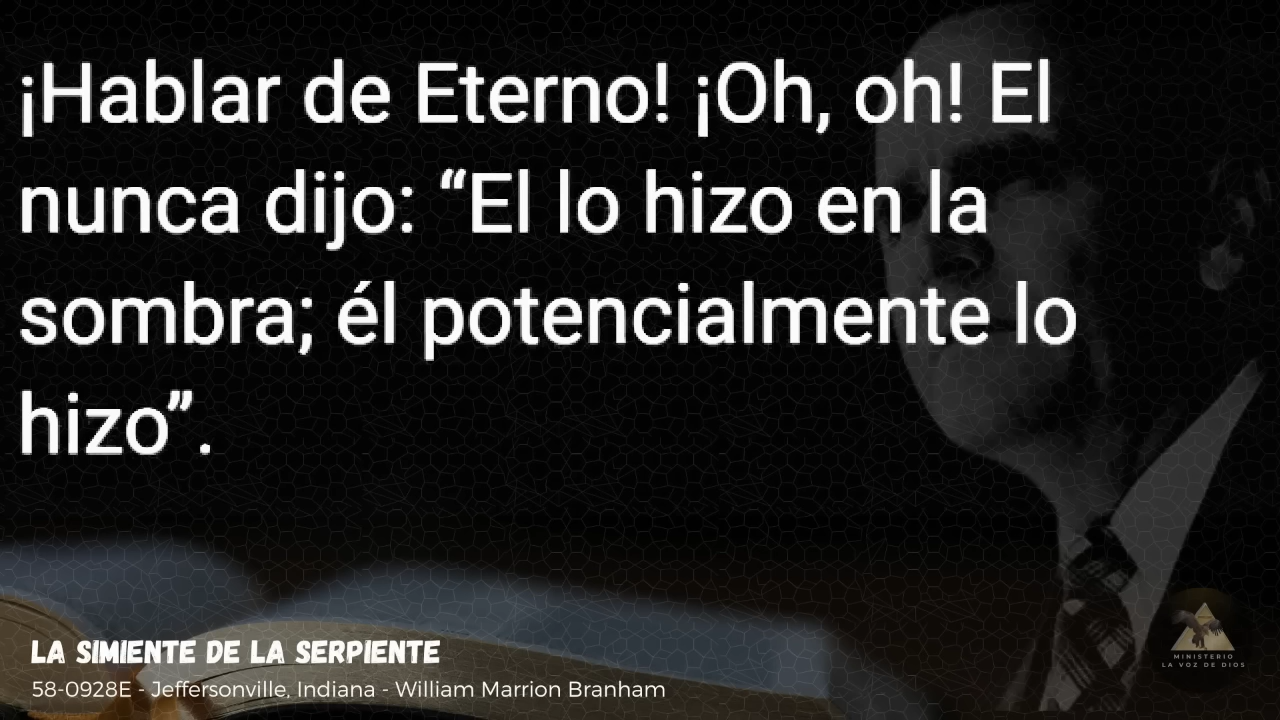 ¡Hablar de Eterno! ¡Oh, oh! El
nunca dijo: “El lo hizo en la
sombra; él potencialmente lo
hizo”.
LA SIMIENTE DE LA SERPIENTE
58-0928E - Jeffersonville, Indiana - William Marrion Branham
MINISTERIO
LA VOZ DE DIOS